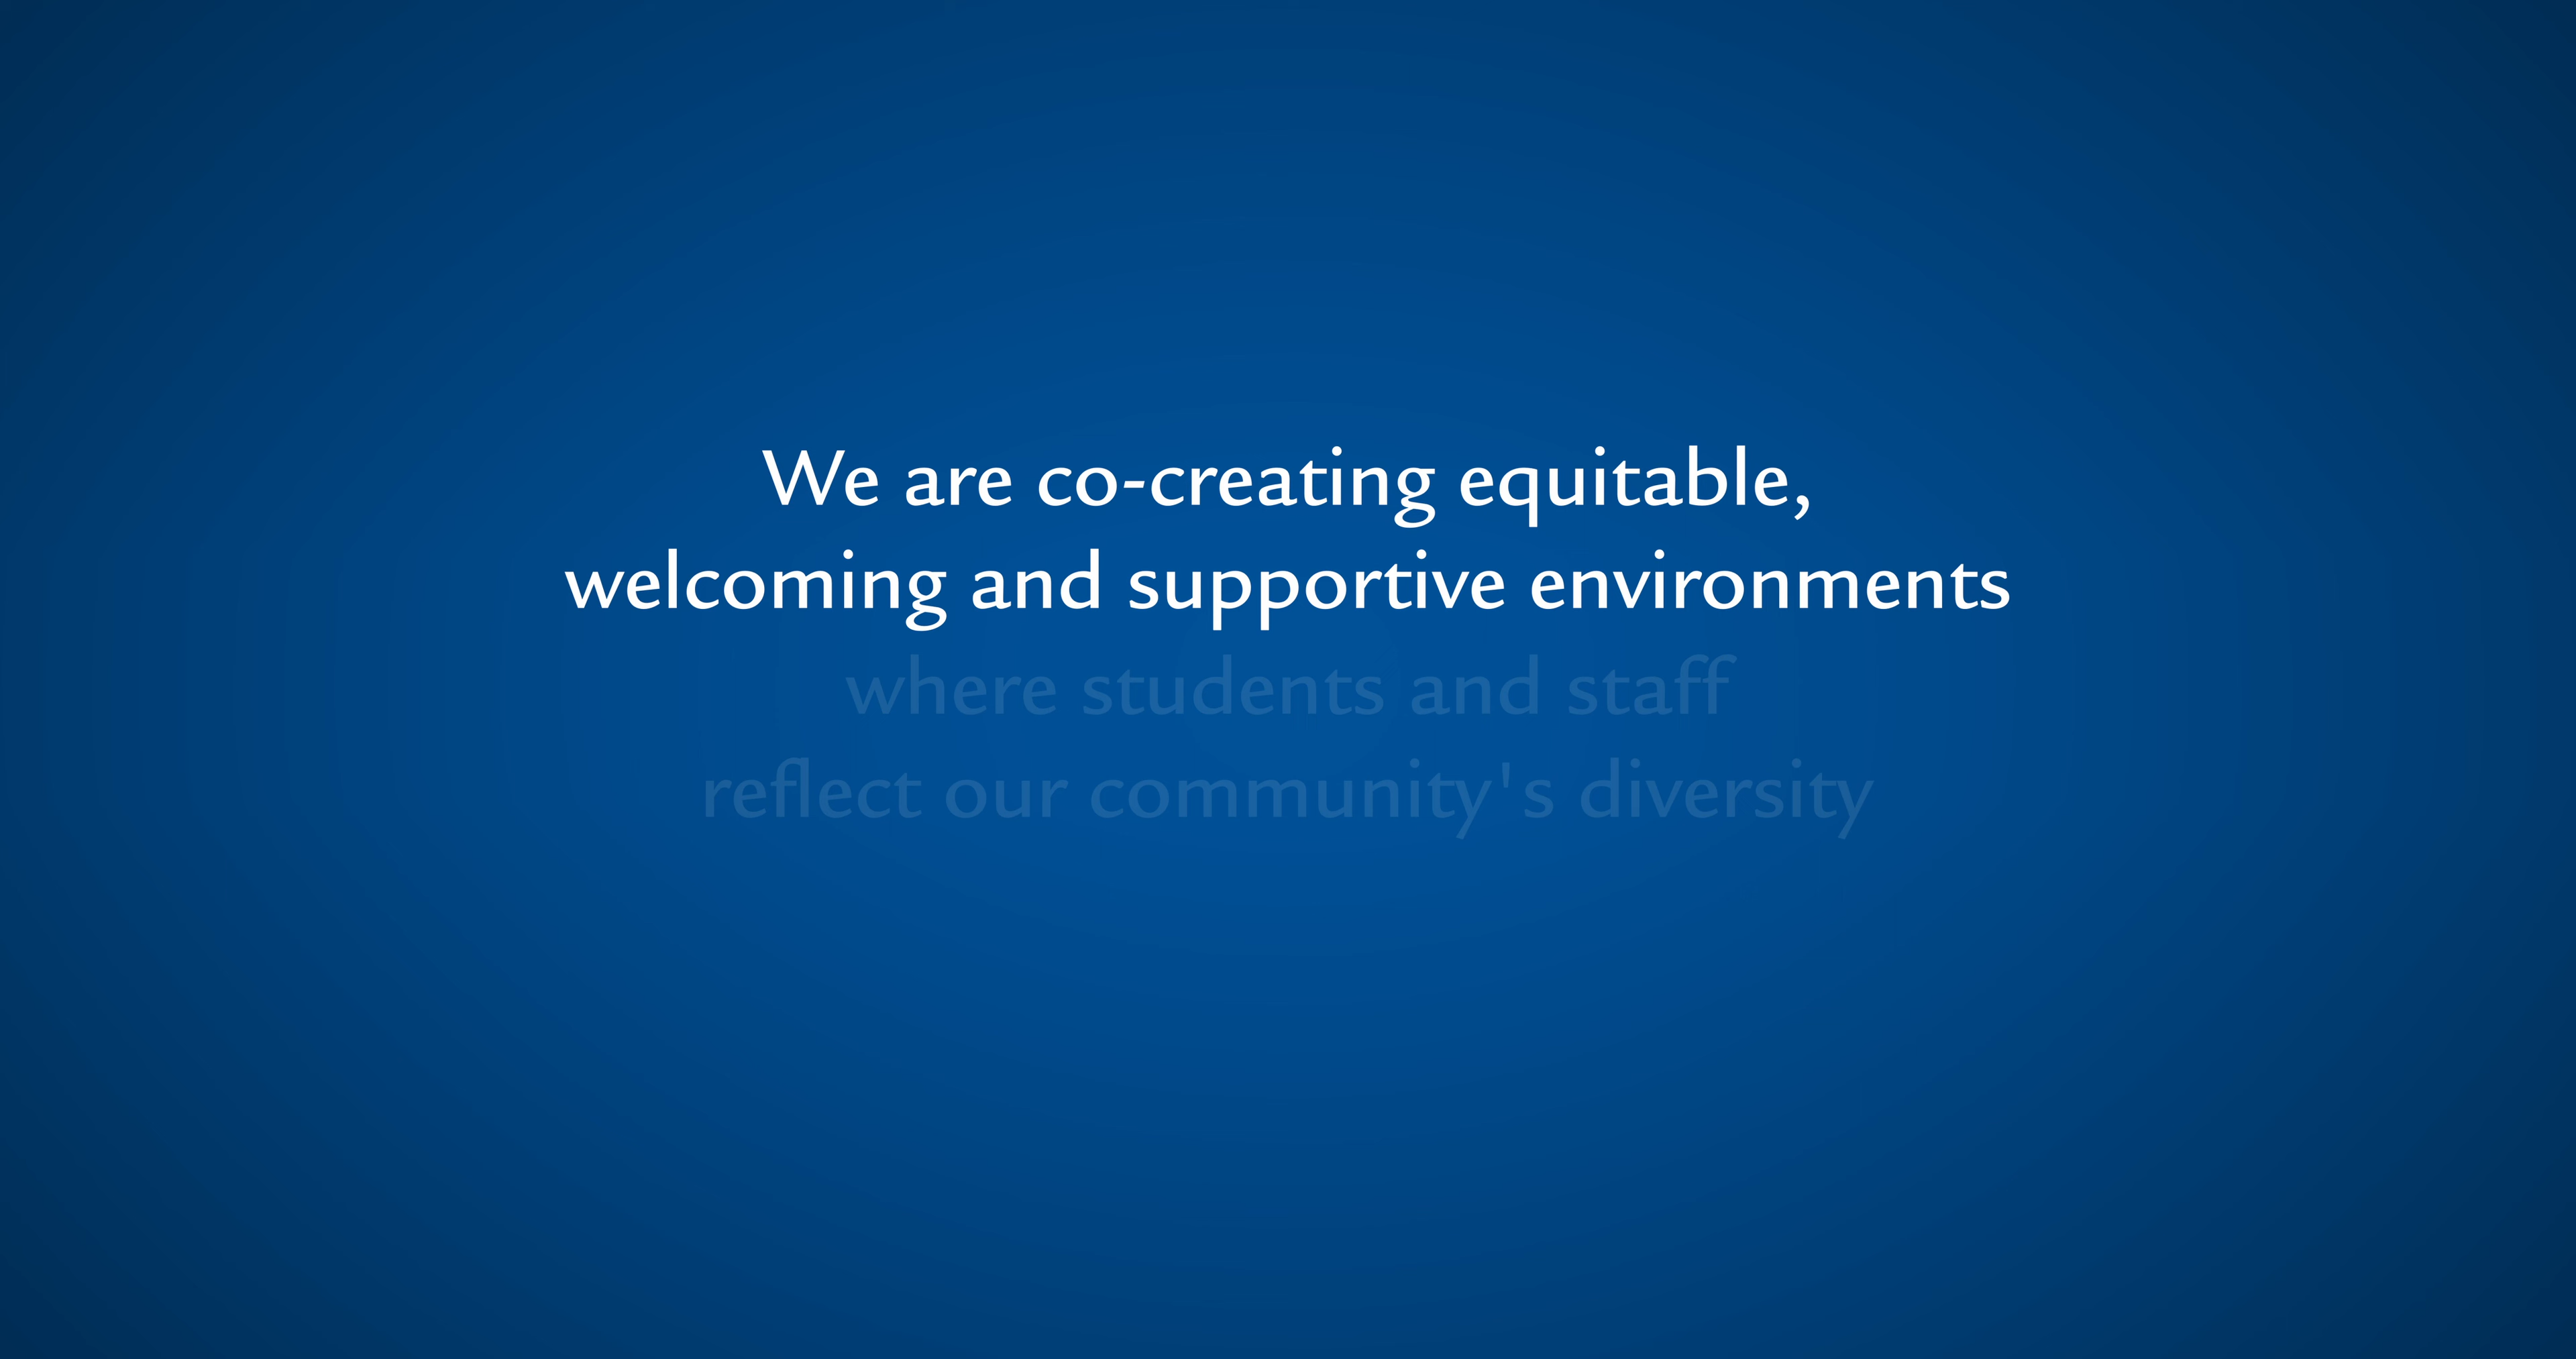 We are co-creating equitable,
welcoming and supportive environments
where students and staff
reflect our community's diversity